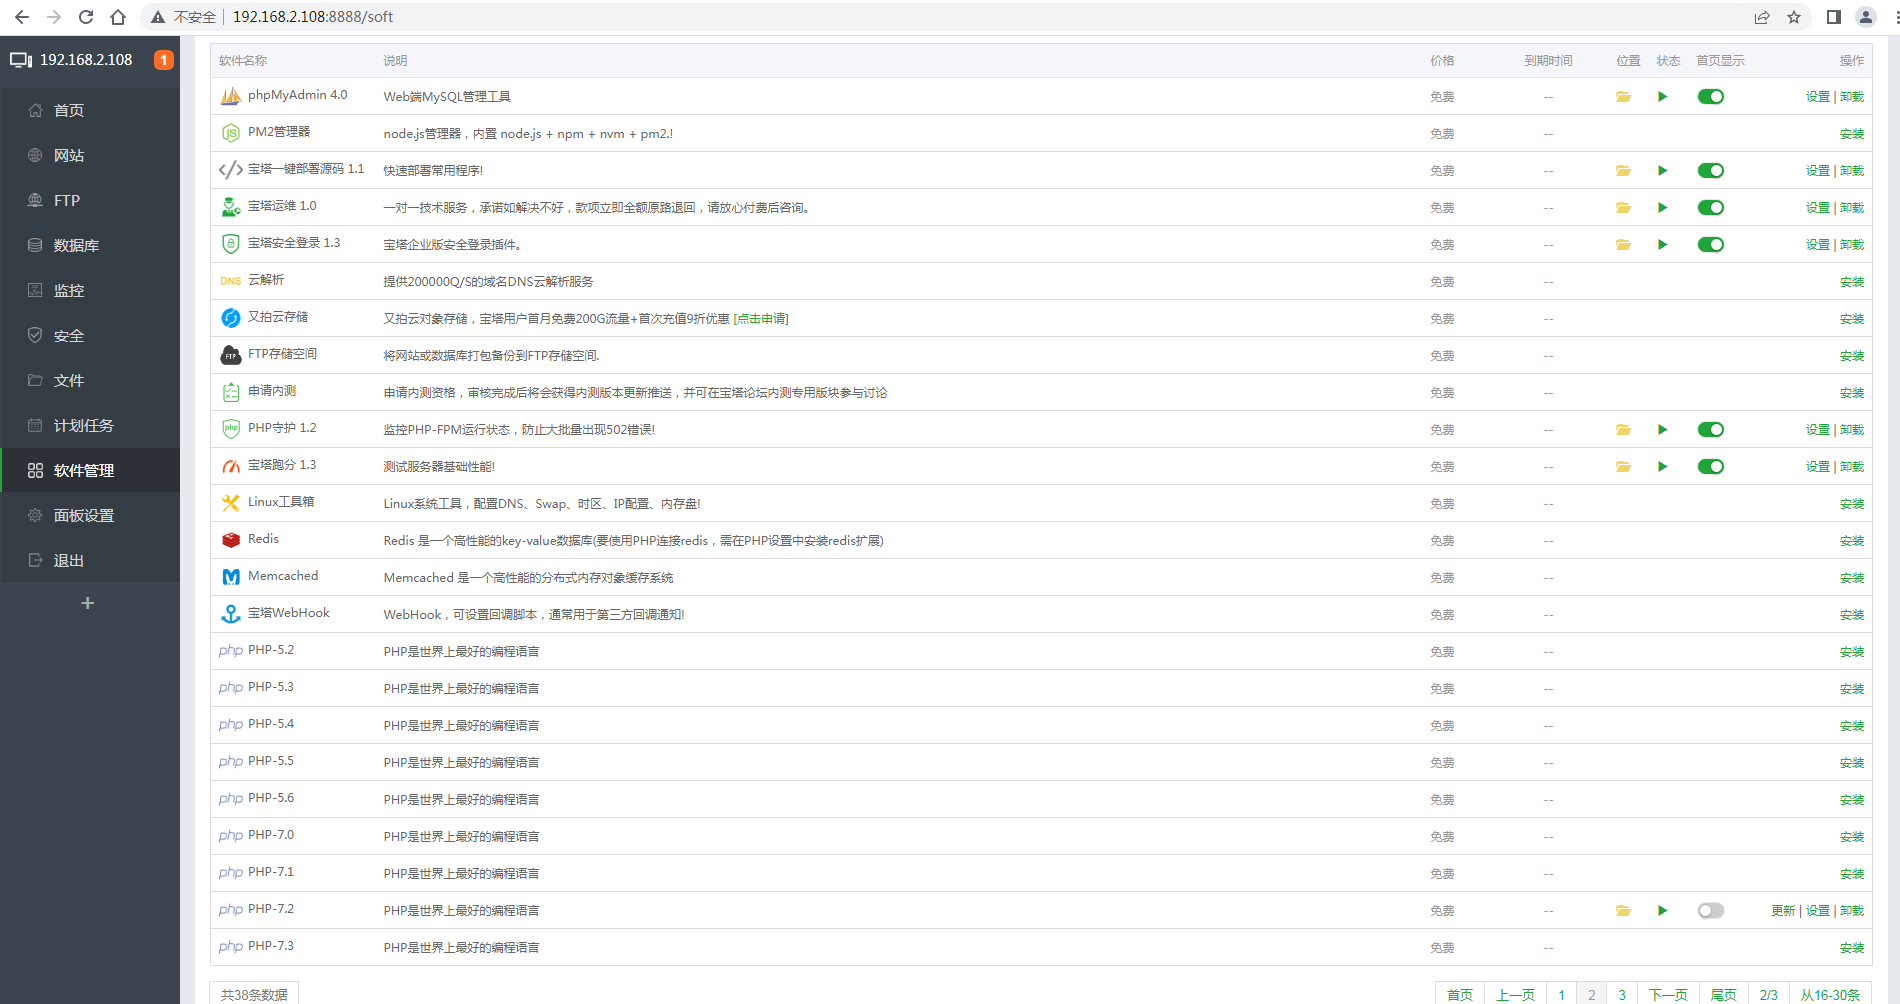 不安全 | 192.168.2.108:8888/soft
192.168.2.108 1
首页
网站
FTP
数据库
监控
安全
文件
计划任务
软件管理
面板设置
退出
+
软件名称 说明 价格 到期时间 位置 状态 首页显示 操作
phpMyAdmin 4.0 Web端MySQL管理工具 免费 -- 设置 | 卸载
JS PM2管理器 node.js管理器，内置 node.js + npm + nvm + pm2.! 免费 -- 安装
</> 宝塔一键部署源码 1.1 快速部署常用程序! 免费 -- 设置 | 卸载
宝塔运维 1.0 一对一技术服务，承诺如解决不好，款项立即全额原路退回，请放心付费后咨询。 免费 -- 设置 | 卸载
宝塔安全登录 1.3 宝塔企业版安全登录插件。 免费 -- 设置 | 卸载
DNS 云解析 提供200000Q/S的域名DNS云解析服务 免费 -- 安装
又拍云存储 又拍云对象存储，宝塔用户首月免费200G流量+首次充值9折优惠 [点击申请] 免费 -- 安装
FTP FTP存储空间 将网站或数据库打包备份到FTP存储空间. 免费 -- 安装
申请内测 申请内测资格，审核完成后将会获得内测版本更新推送，并可在宝塔论坛内测专用版块参与讨论 免费 -- 安装
php PHP守护 1.2 监控PHP-FPM运行状态，防止大批量出现502错误! 免费 -- 设置 | 卸载
宝塔跑分 1.3 测试服务器基础性能! 免费 -- 设置 | 卸载
Linux工具箱 Linux系统工具，配置DNS、Swap、时区、IP配置、内存盘! 免费 -- 安装
Redis Redis 是一个高性能的key-value数据库(要使用PHP连接redis，需在PHP设置中安装redis扩展) 免费 -- 安装
Memcached Memcached 是一个高性能的分布式内存对象缓存系统 免费 -- 安装
宝塔WebHook WebHook，可设置回调脚本，通常用于第三方回调通知! 免费 -- 安装
php PHP-5.2 PHP是世界上最好的编程语言 免费 -- 安装
php PHP-5.3 PHP是世界上最好的编程语言 免费 -- 安装
php PHP-5.4 PHP是世界上最好的编程语言 免费 -- 安装
php PHP-5.5 PHP是世界上最好的编程语言 免费 -- 安装
php PHP-5.6 PHP是世界上最好的编程语言 免费 -- 安装
php PHP-7.0 PHP是世界上最好的编程语言 免费 -- 安装
php PHP-7.1 PHP是世界上最好的编程语言 免费 -- 安装
php PHP-7.2 PHP是世界上最好的编程语言 免费 -- 更新 | 设置 | 卸载
php PHP-7.3 PHP是世界上最好的编程语言 免费 -- 安装
共38条数据 首页 上一页 1 2 3 下一页 尾页 2/3 从16-30条